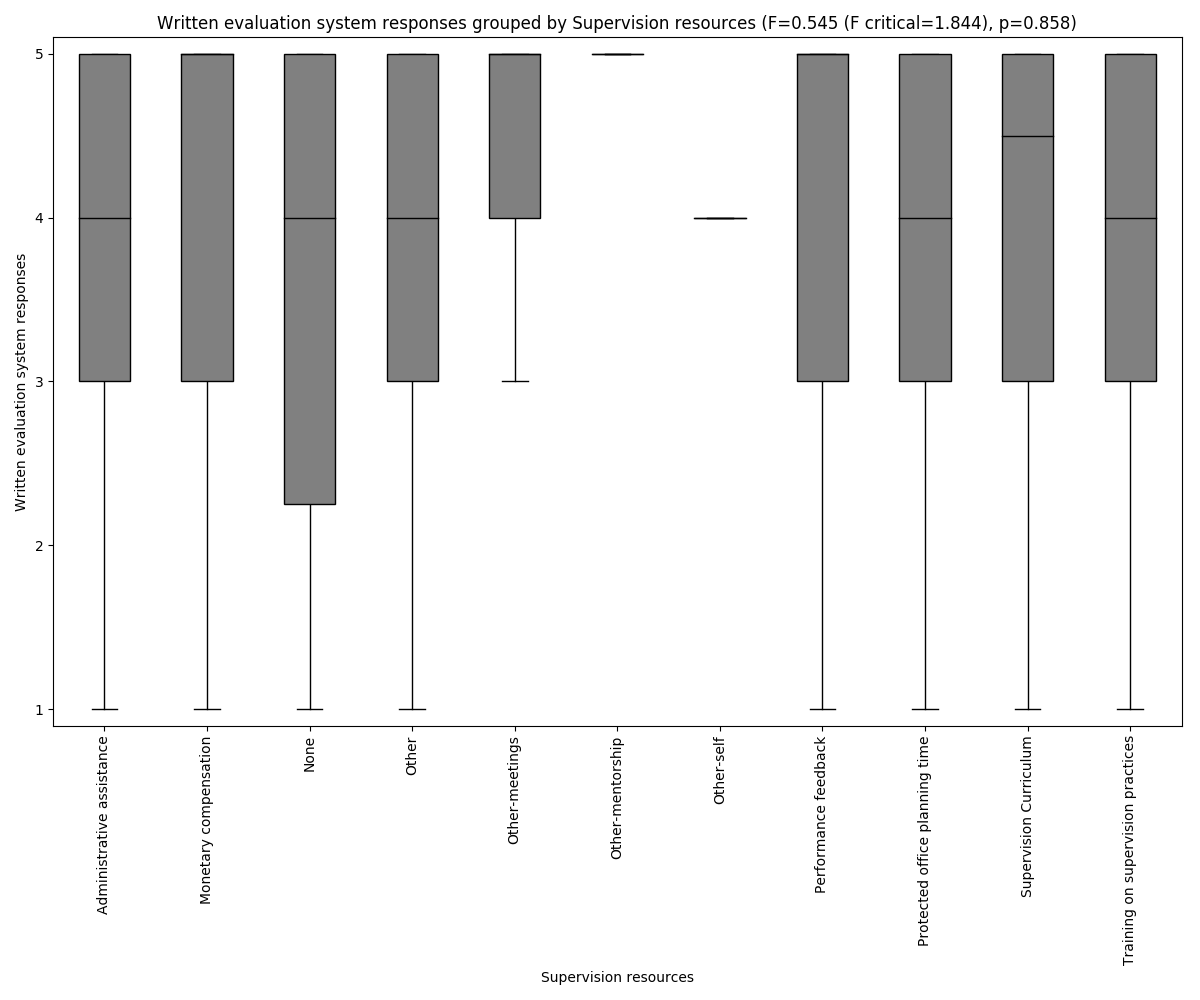 Written evaluation system responses grouped by Supervision resources (F=0.545 (F critical=1.844), p=0.858)
Written evaluation system responses
5
4
3
2
1
Administrative assistance
Monetary compensation
None
Other
Other-meetings
Other-mentorship
Other-self
Performance feedback
Protected office planning time
Supervision Curriculum
Training on supervision practices
Supervision resources